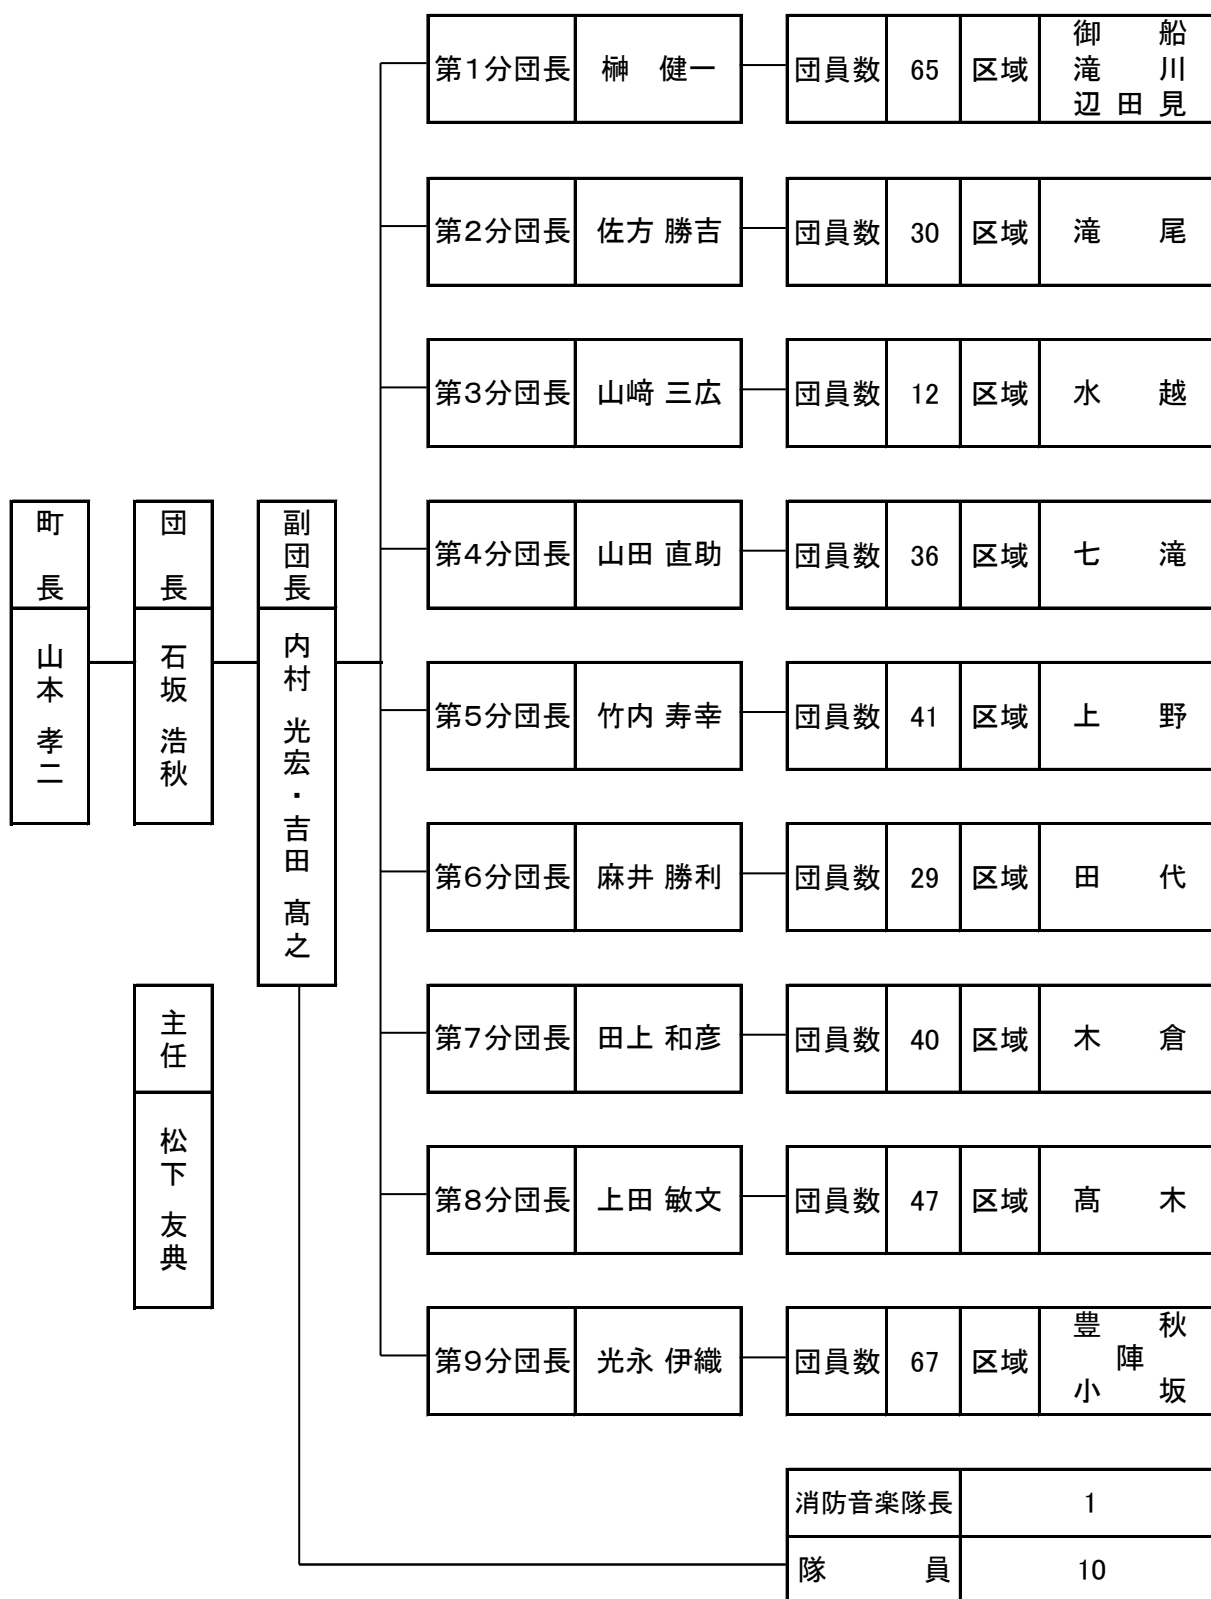 第1分団長 榊 健一 団員数 65 区域 御船 滝川 辺田見
第2分団長 佐方 勝吉 団員数 30 区域 滝尾
第3分団長 山﨑 三広 団員数 12 区域 水越
町長 山本 孝二
団長 石坂 浩秋
副団長 内村 光宏・吉田 髙之
第4分団長 山田 直助 団員数 36 区域 七滝
第5分団長 竹内 寿幸 団員数 41 区域 上野
第6分団長 麻井 勝利 団員数 29 区域 田代
主任 松下 友典
第7分団長 田上 和彦 団員数 40 区域 木倉
第8分団長 上田 敏文 団員数 47 区域 髙木
第9分団長 光永 伊織 団員数 67 区域 豊秋 陣 小坂
消防音楽隊長 1
隊員 10